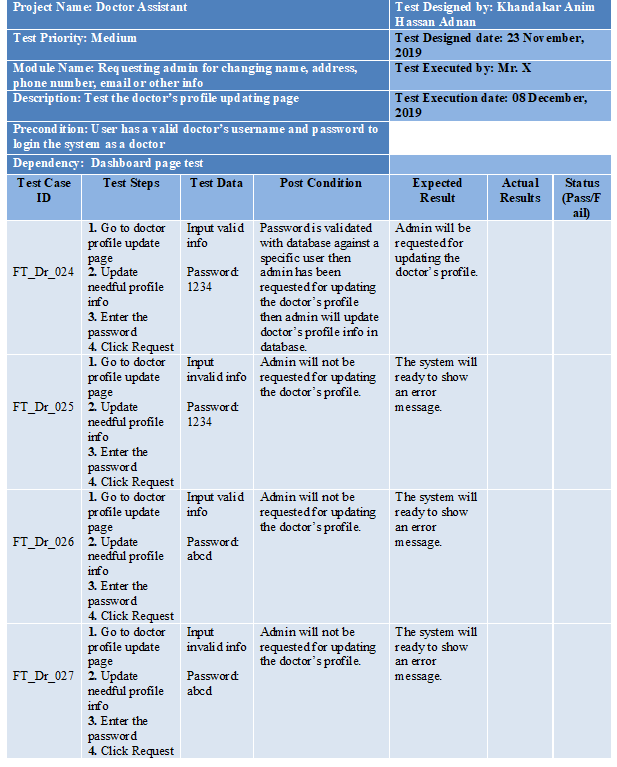 Project Name: Doctor Assistant
Test Designed by: Khandakar Anim
Hassan Adnan
Test Priority: Medium
Test Designed date: 23 November,
2019
Module Name: Requesting admin for changing name, address,
phone number, email or other info
Test Executed by: Mr. X
Description: Test the doctor's profile updating page
Test Execution date: 08 December,
2019
Precondition: User has a valid doctor's username and password to
login the system as a doctor
Dependency: Dashboard page test
Test Case
ID
Test Steps
Test Data
Post Condition
Expected
Result
Actual
Results
Status
(Pass/F
ail)
FT_Dr_024
1. Go to doctor
profile update
page
2. Update
needful profile
info
3. Enter the
password
4. Click Request
Input valid
info
Password:
1234
Password is validated
with database against a
specific user then
admin has been
requested for updating
the doctor's profile
then admin will update
doctor's profile info in
database.
Admin will be
requested for
updating the
doctor's profile.
FT_Dr_025
1. Go to doctor
profile update
page
2. Update
needful profile
info
3. Enter the
password
4. Click Request
Input
invalid info
Password:
1234
Admin will not be
requested for updating
the doctor's profile.
The system will
ready to show
an error
message.
FT_Dr_026
1. Go to doctor
profile update
page
2. Update
needful profile
info
3. Enter the
password
4. Click Request
Input valid
info
Password:
abcd
Admin will not be
requested for updating
the doctor's profile.
The system will
ready to show
an error
message.
FT_Dr_027
1. Go to doctor
profile update
page
2. Update
needful profile
info
3. Enter the
password
4. Click Request
Input
invalid info
Password:
abcd
Admin will not be
requested for updating
the doctor's profile.
The system will
ready to show
an error
message.